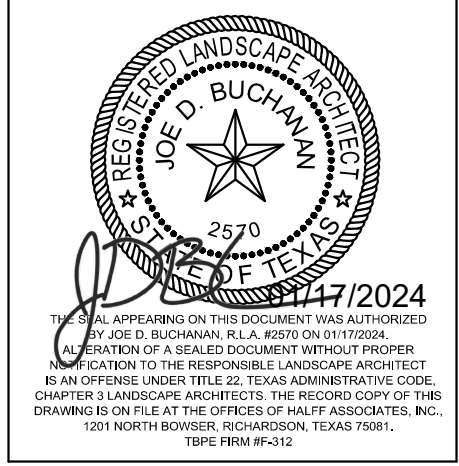 REGISTERED LANDSCAPE ARCHITECT
JOE D. BUCHANAN
2570
STATE OF TEXAS
01/17/2024
THE SEAL APPEARING ON THIS DOCUMENT WAS AUTHORIZED
BY JOE D. BUCHANAN, R.L.A. #2570 ON 01/17/2024.
ALTERATION OF A SEALED DOCUMENT WITHOUT PROPER
NOTIFICATION TO THE RESPONSIBLE LANDSCAPE ARCHITECT
IS AN OFFENSE UNDER TITLE 22, TEXAS ADMINISTRATIVE CODE,
CHAPTER 3 LANDSCAPE ARCHITECTS. THE RECORD COPY OF THIS
DRAWING IS ON FILE AT THE OFFICES OF HALFF ASSOCIATES, INC.,
1201 NORTH BOWSER, RICHARDSON, TEXAS 75081.
TBPE FIRM #F-312